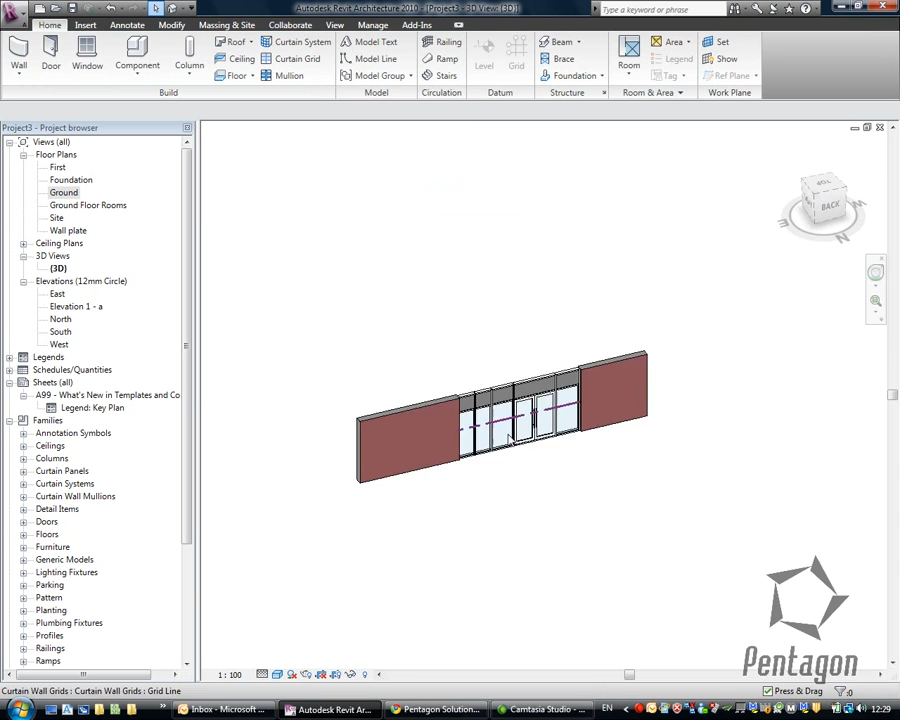 Autodesk Revit Architecture 2010 - [Project3 - 3D View: {3D}]
Type a keyword or phrase
Home Insert Annotate Modify Massing & Site Collaborate View Manage Add-Ins
Wall Door Window Component Column
Roof Ceiling Floor
Curtain System Curtain Grid Mullion
Model Text Model Line Model Group
Railing Ramp Stairs
Level Grid
Beam Brace Foundation
Room Area Legend Tag
Set Show Ref Plane
Build Model Circulation Datum Structure Room & Area Work Plane
Project3 - Project browser
Views (all)
Floor Plans
First
Foundation
Ground
Ground Floor Rooms
Site
Wall plate
Ceiling Plans
3D Views
{3D}
Elevations (12mm Circle)
East
Elevation 1 - a
North
South
West
Legends
Schedules/Quantities
Sheets (all)
A99 - What's New in Templates and Co
Legend: Key Plan
Families
Annotation Symbols
Ceilings
Columns
Curtain Panels
Curtain Systems
Curtain Wall Mullions
Detail Items
Doors
Floors
Furniture
Generic Models
Lighting Fixtures
Parking
Pattern
Planting
Plumbing Fixtures
Profiles
Railings
Ramps
TOP
BACK
Pentagon
1 : 100
Curtain Wall Grids : Curtain Wall Grids : Grid Line
Press & Drag
:0
Inbox - Microsoft ...
Autodesk Revit Ar...
Pentagon Solution...
Camtasia Studio - ...
EN
12:29